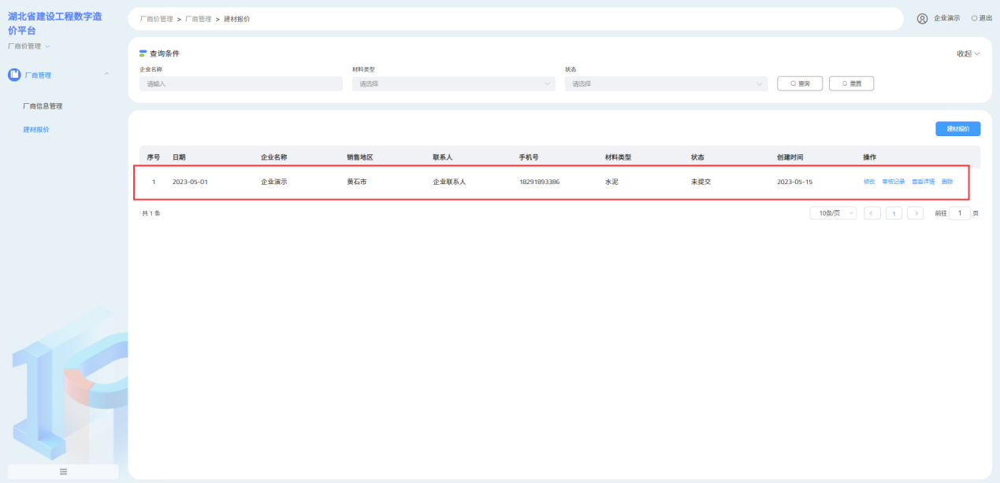 湖北省建设工程数字造
价平台
厂商价管理
厂商管理
厂商信息管理
建材报价
厂商价管理 > 厂商管理 > 建材报价
企业演示 退出
查询条件 收起
企业名称 材料类型 状态
请输入 请选择 请选择 查询 重置
建材报价
序号 日期 企业名称 销售地区 联系人 手机号 材料类型 状态 创建时间 操作
1 2023-05-01 企业演示 黄石市 企业联系人 18291893386 水泥 未提交 2023-05-15 修改 审核记录 查看详情 删除
共 1 条 10条/页 < 1 > 前往 1 页